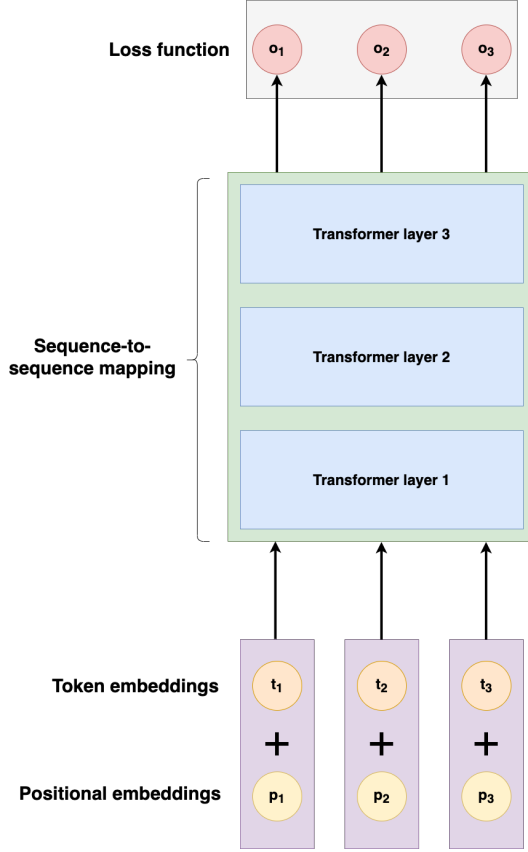 Loss function
o₁ o₂ o₃
Transformer layer 3
Sequence-to-
sequence mapping
Transformer layer 2
Transformer layer 1
Token embeddings
t₁ t₂ t₃
+ + +
Positional embeddings
p₁ p₂ p₃